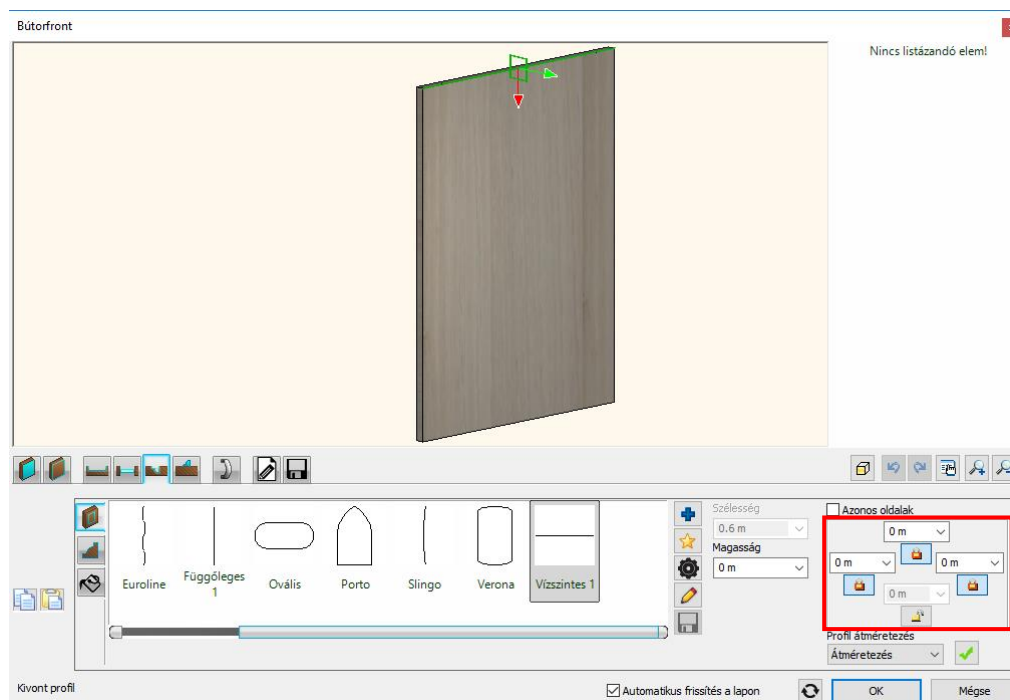 Bútorfront
Nincs listázandó elem!
Szélesség
0.6 m
Magasság
0 m
Azonos oldalak
0 m
0 m
0 m
0 m
Euroline
Függőleges
1
Ovális
Porto
Slingo
Verona
Vízszintes 1
Profil átméretezés
Átméretezés
Kivont profil
Automatikus frissítés a lapon
OK
Mégse